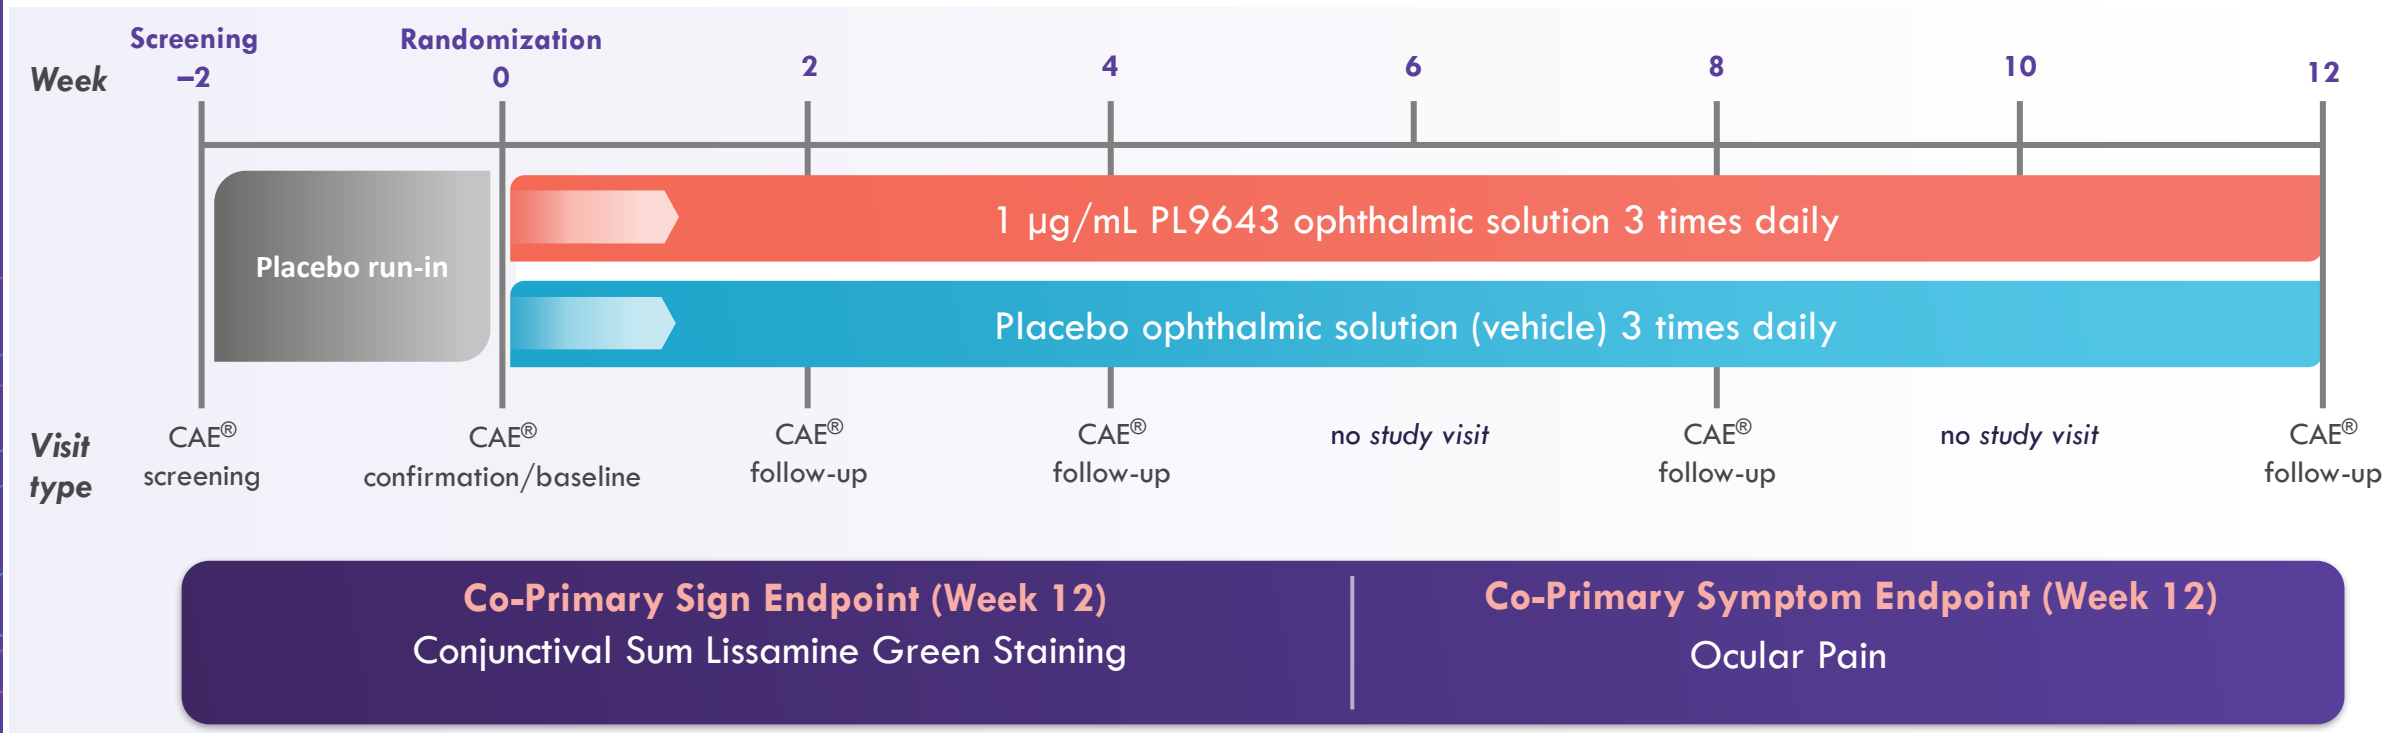 Screening Randomization
Week –2 0 2 4 6 8 10 12
Placebo run-in
1 µg/mL PL9643 ophthalmic solution 3 times daily
Placebo ophthalmic solution (vehicle) 3 times daily
Visit type
CAE® screening
CAE® confirmation/baseline
CAE® follow-up
CAE® follow-up
no study visit
CAE® follow-up
no study visit
CAE® follow-up
Co-Primary Sign Endpoint (Week 12)
Conjunctival Sum Lissamine Green Staining
Co-Primary Symptom Endpoint (Week 12)
Ocular Pain